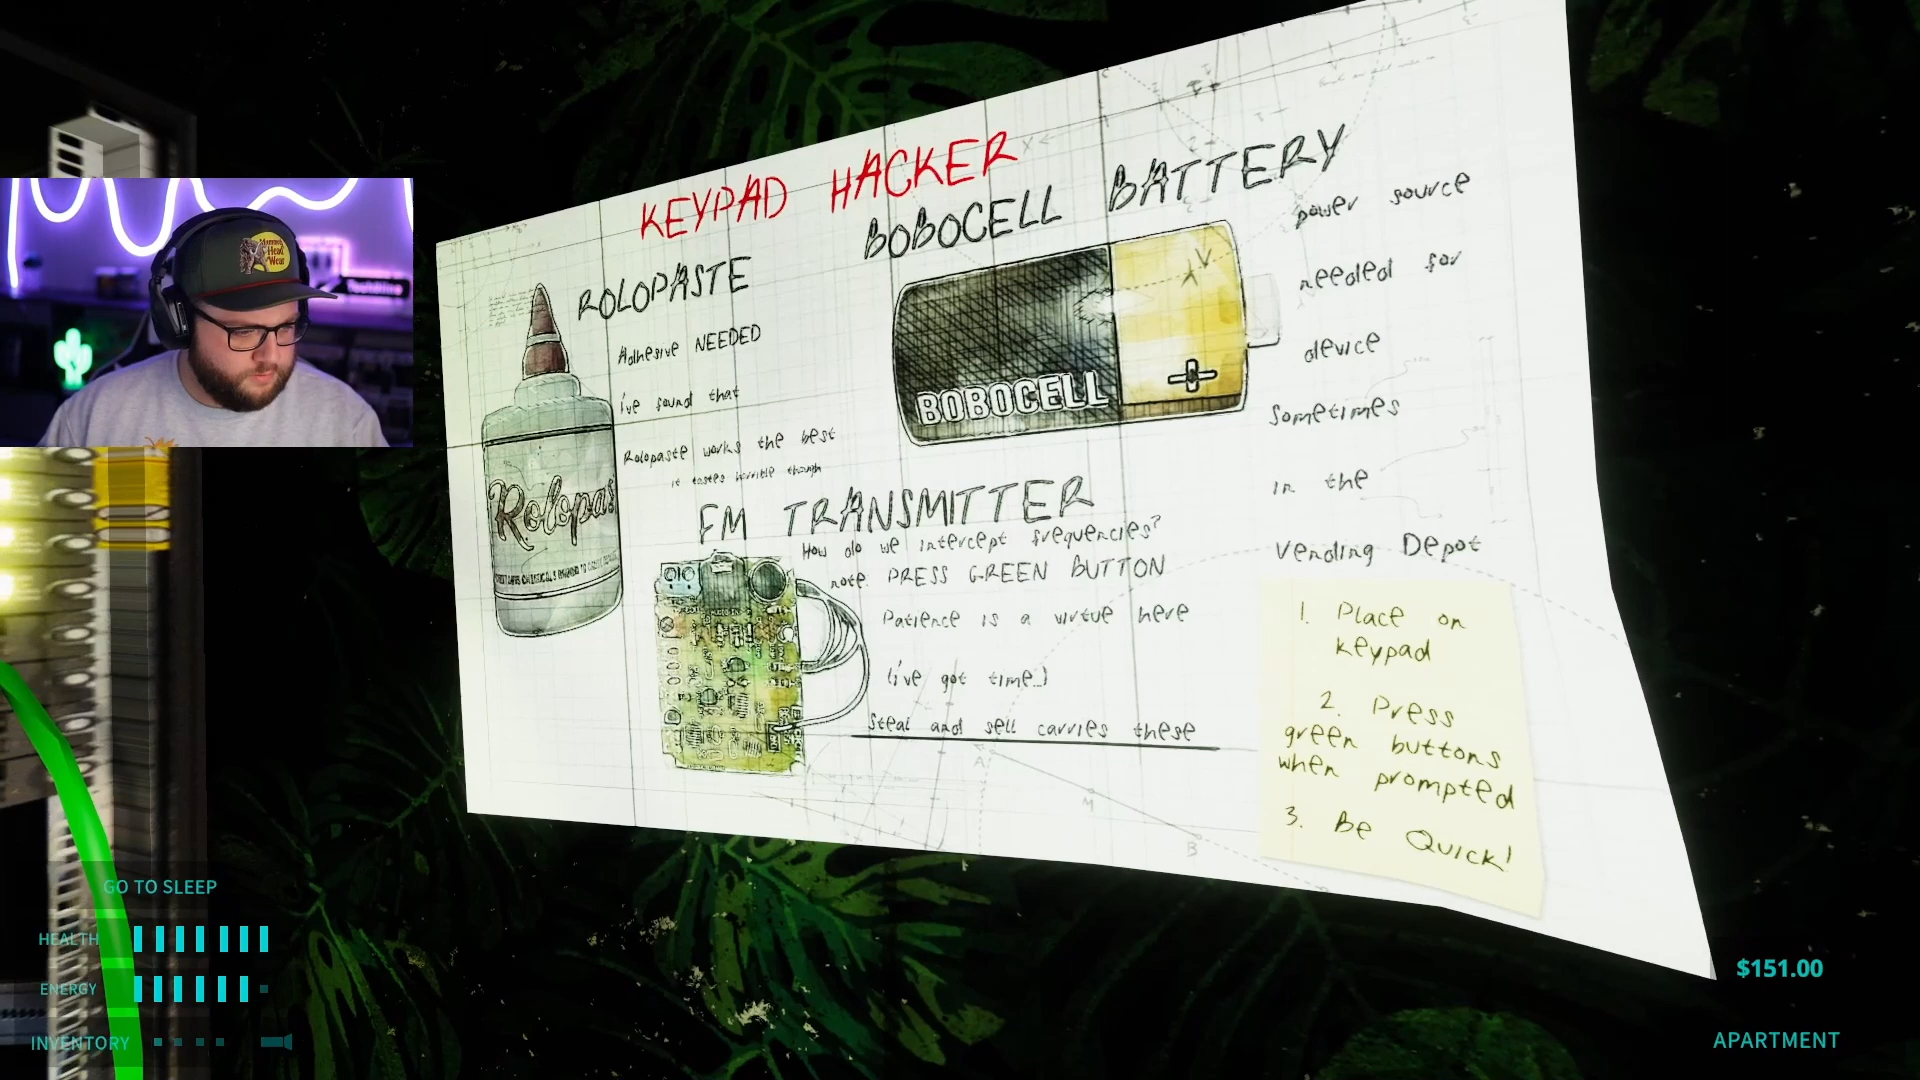 KEYPAD HACKER
BOBOCELL BATTERY
ROLOPASTE
Adhesive NEEDED
i've found that
Rolopaste works the best
it tastes horrible though
Rolopas
BOBOCELL
power source
needed for
device
Sometimes
in the
Vending Depot
FM TRANSMITTER
How do we intercept frequencies?
note: PRESS GREEN BUTTON
Patience is a virtue here
(i've got time..)
Steal and sell carries these
1. Place on
keypad
2. Press
green buttons
when prompted
3. Be Quick!
GO TO SLEEP
HEALTH
ENERGY
INVENTORY
$151.00
APARTMENT